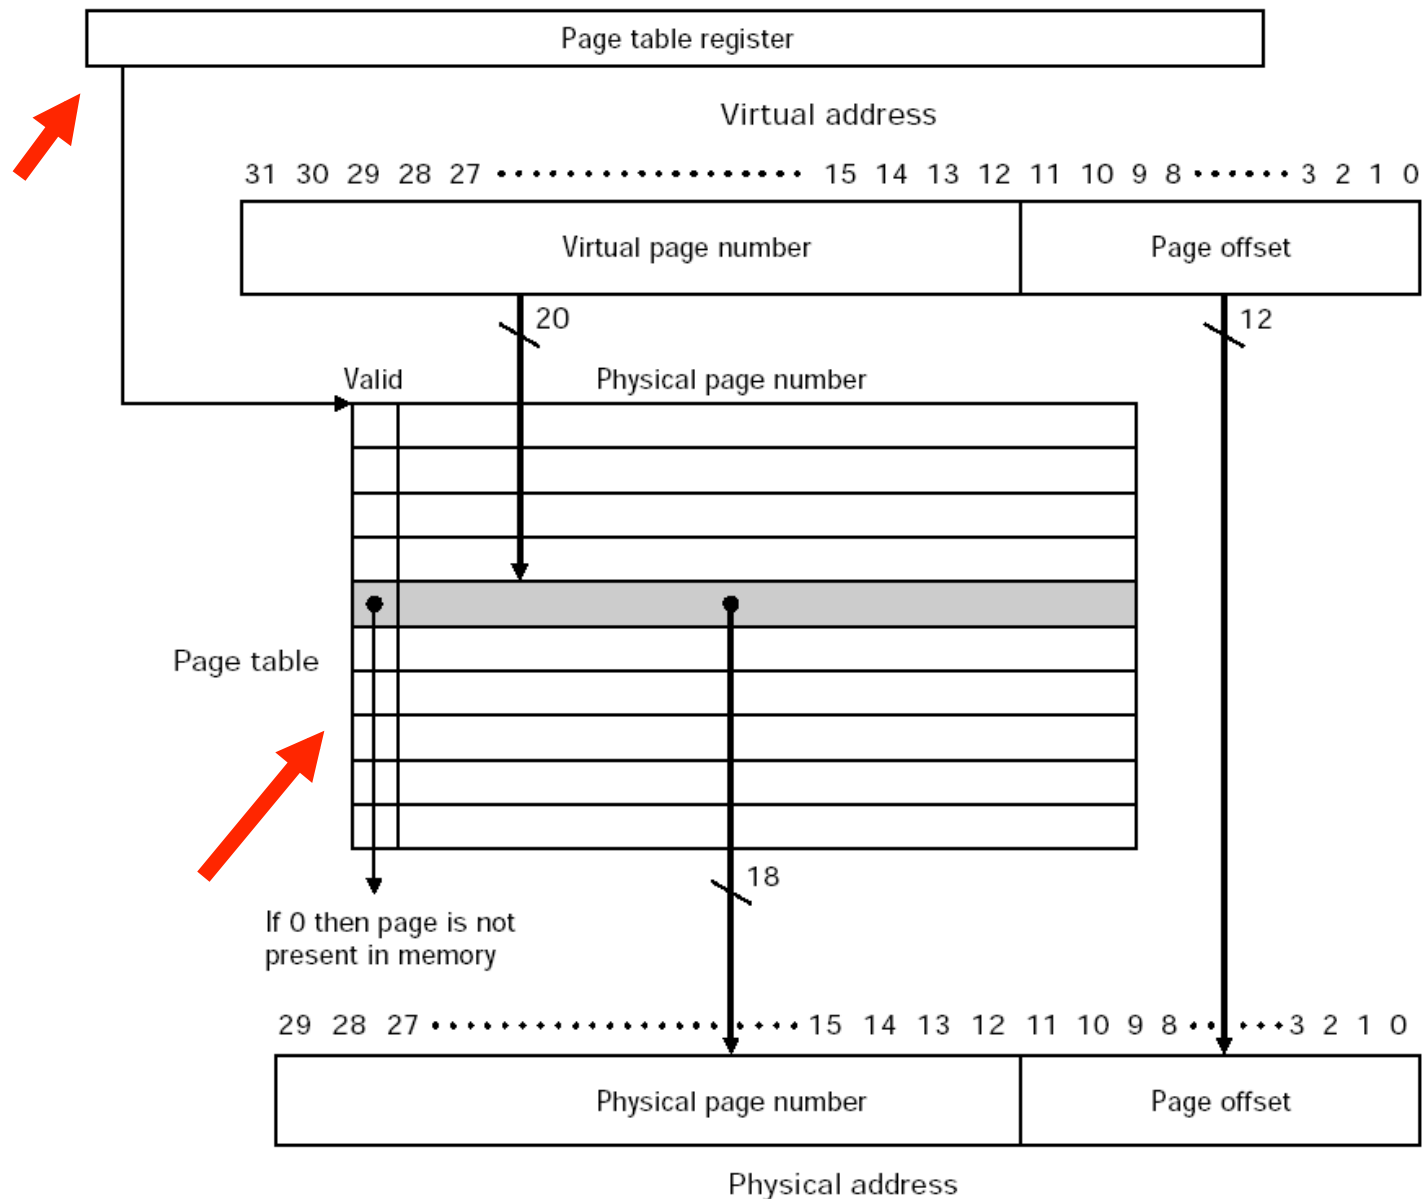 Page table register
Virtual address
31 30 29 28 27 ................... 15 14 13 12 11 10 9 8 ...... 3 2 1 0
Virtual page number Page offset
20 12
Valid Physical page number
Page table
18
If 0 then page is not
present in memory
29 28 27 ...................... 15 14 13 12 11 10 9 8 ...... 3 2 1 0
Physical page number Page offset
Physical address